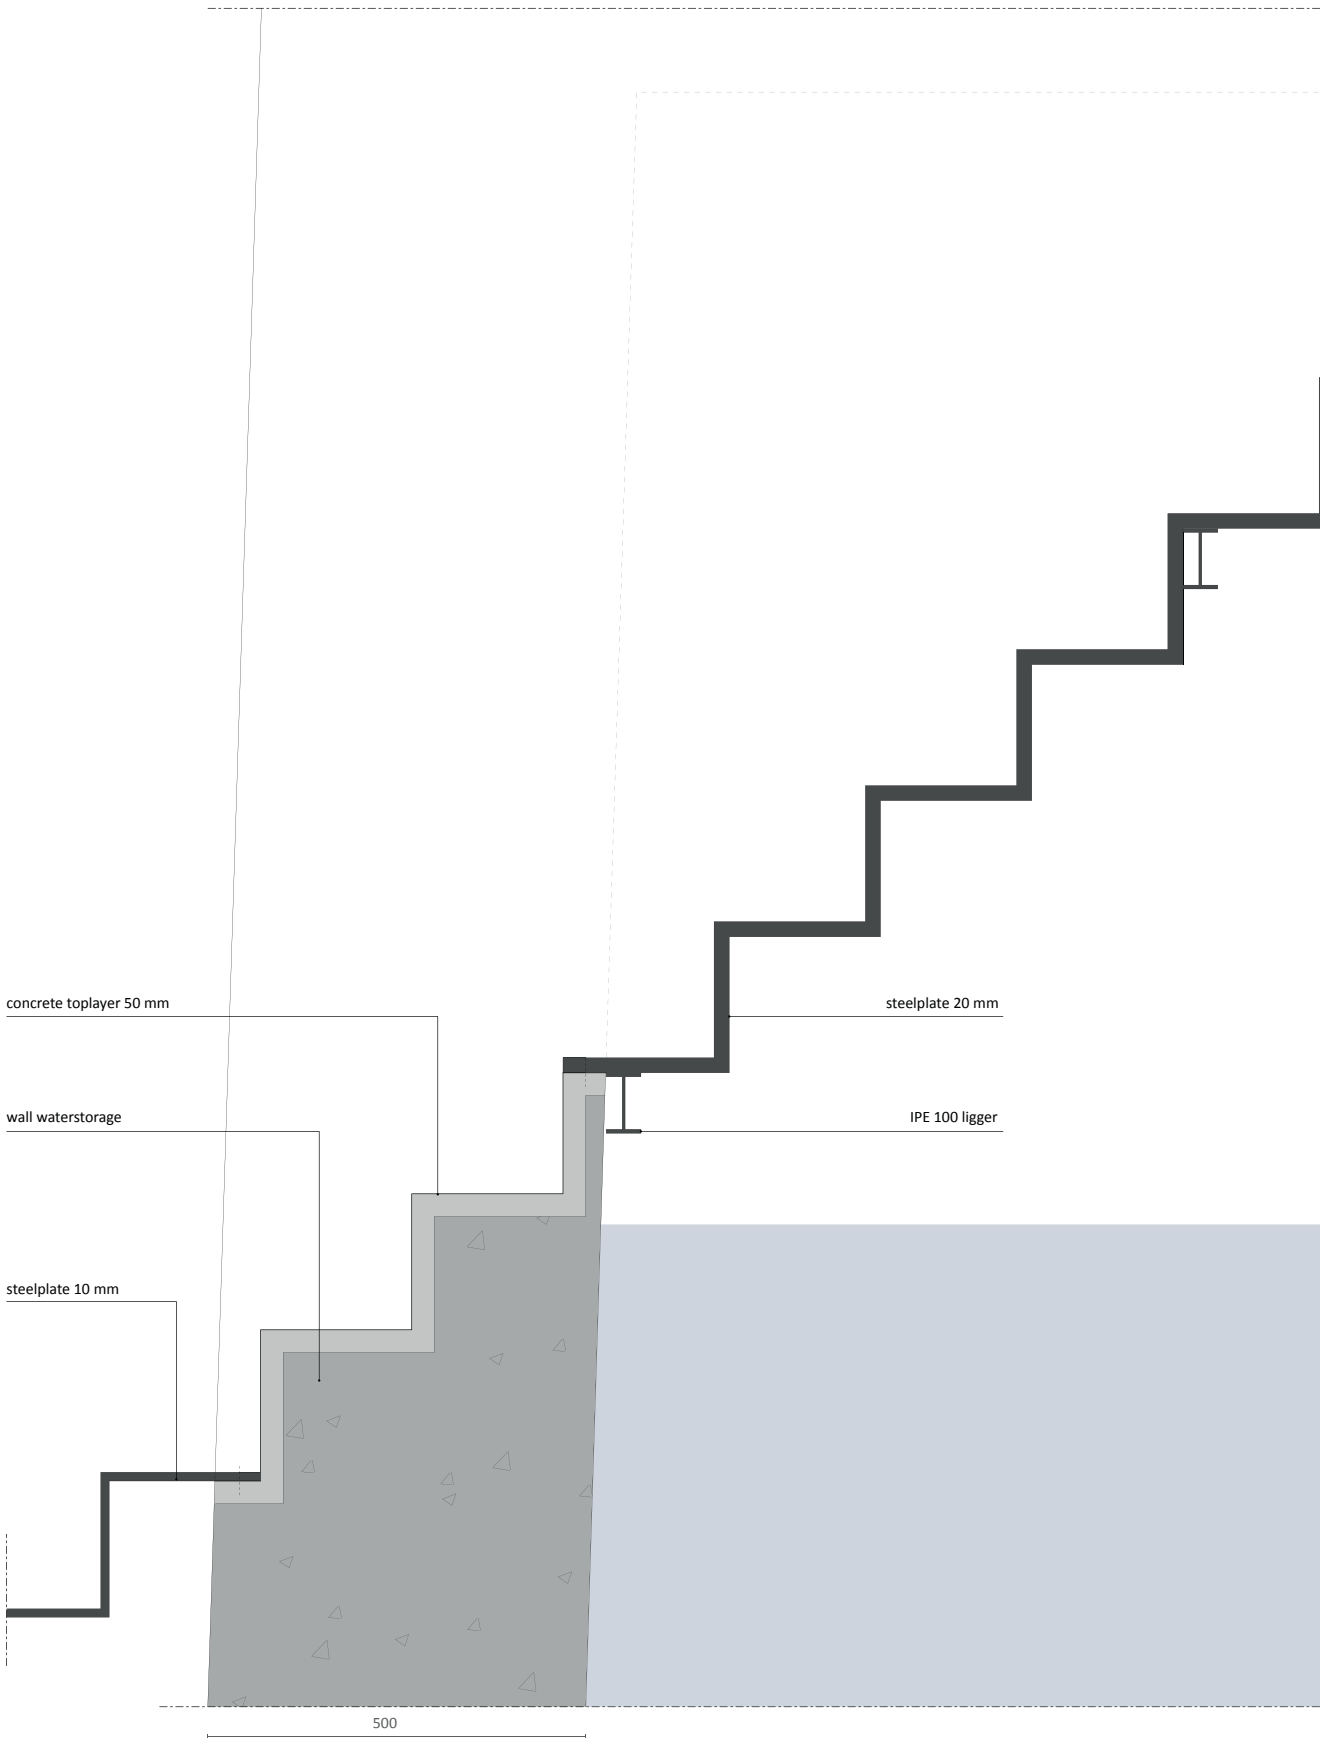 concrete toplayer 50 mm
steelplate 20 mm
wall waterstorage
IPE 100 ligger
steelplate 10 mm
500